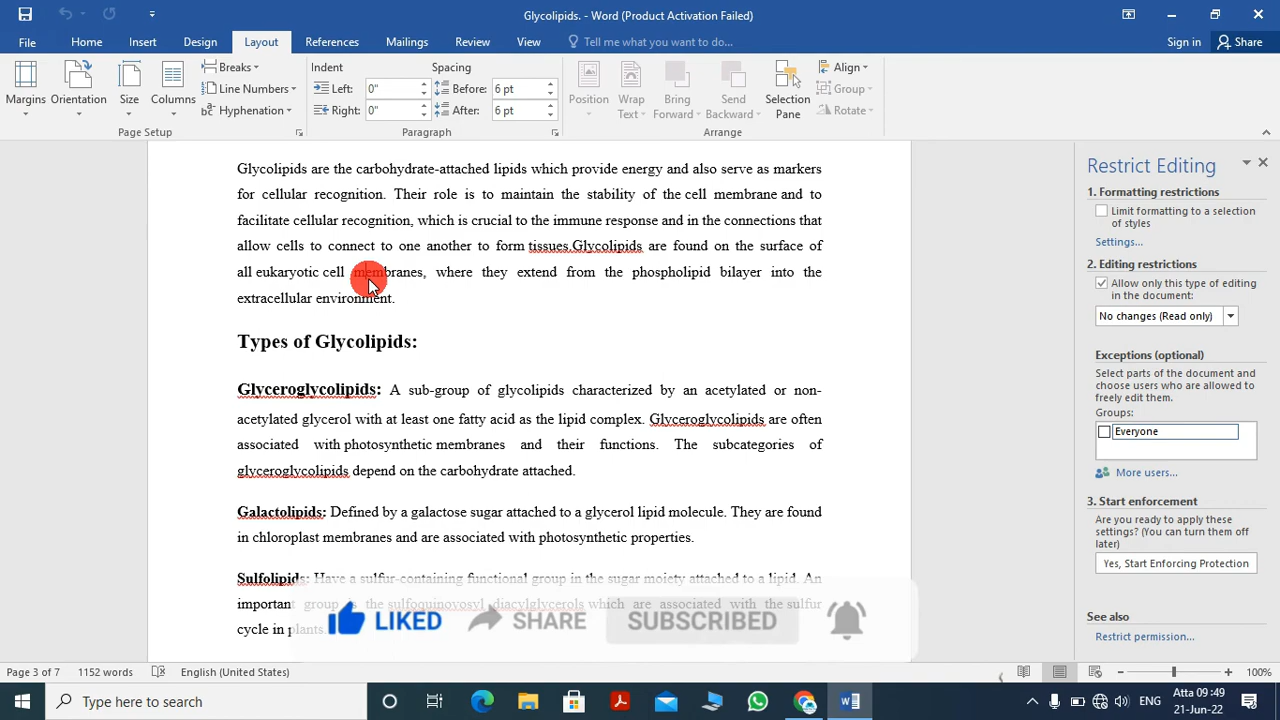 Glycolipids. - Word (Product Activation Failed)
File Home Insert Design Layout References Mailings Review View Tell me what you want to do... Sign in Share
Margins Orientation Size Columns
Breaks
Line Numbers
Hyphenation
Page Setup
Indent Spacing
Left: 0" Before: 6 pt
Right: 0" After: 6 pt
Paragraph
Position Wrap Text Bring Forward Send Backward Selection Pane
Align
Group
Rotate
Arrange
Glycolipids are the carbohydrate-attached lipids which provide energy and also serve as markers
for cellular recognition. Their role is to maintain the stability of the cell membrane and to
facilitate cellular recognition, which is crucial to the immune response and in the connections that
allow cells to connect to one another to form tissues.Glycolipids are found on the surface of
all eukaryotic cell membranes, where they extend from the phospholipid bilayer into the
extracellular environment.
Types of Glycolipids:
Glyceroglycolipids: A sub-group of glycolipids characterized by an acetylated or non-
acetylated glycerol with at least one fatty acid as the lipid complex. Glyceroglycolipids are often
associated with photosynthetic membranes and their functions. The subcategories of
glyceroglycolipids depend on the carbohydrate attached.
Galactolipids: Defined by a galactose sugar attached to a glycerol lipid molecule. They are found
in chloroplast membranes and are associated with photosynthetic properties.
Sulfolipids: Have a sulfur-containing functional group in the sugar moiety attached to a lipid. An
important group is the sulfoquinovosyl diacylglycerols which are associated with the sulfur
cycle in plants.
LIKED SHARE SUBSCRIBED
Restrict Editing
1. Formatting restrictions
Limit formatting to a selection
of styles
Settings...
2. Editing restrictions
Allow only this type of editing
in the document:
No changes (Read only)
Exceptions (optional)
Select parts of the document and
choose users who are allowed to
freely edit them.
Groups:
Everyone
More users...
3. Start enforcement
Are you ready to apply these
settings? (You can turn them off
later)
Yes, Start Enforcing Protection
See also
Restrict permission...
Page 3 of 7 1152 words English (United States) 100%
Type here to search
ENG
Atta 09:49
21-Jun-22